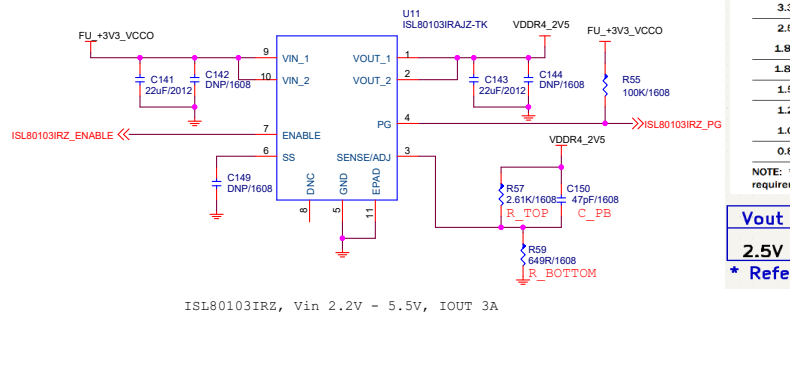 U11
ISL80103IRAJZ-TK
FU_+3V3_VCCO
VDDR4_2V5
FU_+3V3_VCCO
9
VIN_1
VOUT_1
1
10
VIN_2
VOUT_2
2
C141
22uF/2012
C142
DNP/1608
C143
22uF/2012
C144
DNP/1608
R55
100K/1608
PG
4
ISL80103IRZ_PG
ISL80103IRZ_ENABLE
7
ENABLE
VDDR4_2V5
6
SS
SENSE/ADJ
3
C149
DNP/1608
DNC
GND
EPAD
8
5
11
R57
2.61K/1608
R_TOP
C150
47pF/1608
C_PB
R59
649R/1608
R_BOTTOM
ISL80103IRZ, Vin 2.2V - 5.5V, IOUT 3A
3.3
2.5
1.8
1.8
1.5
1.2
1.0
0.8
NOTE:
requirem
Vout
2.5V
* Refe